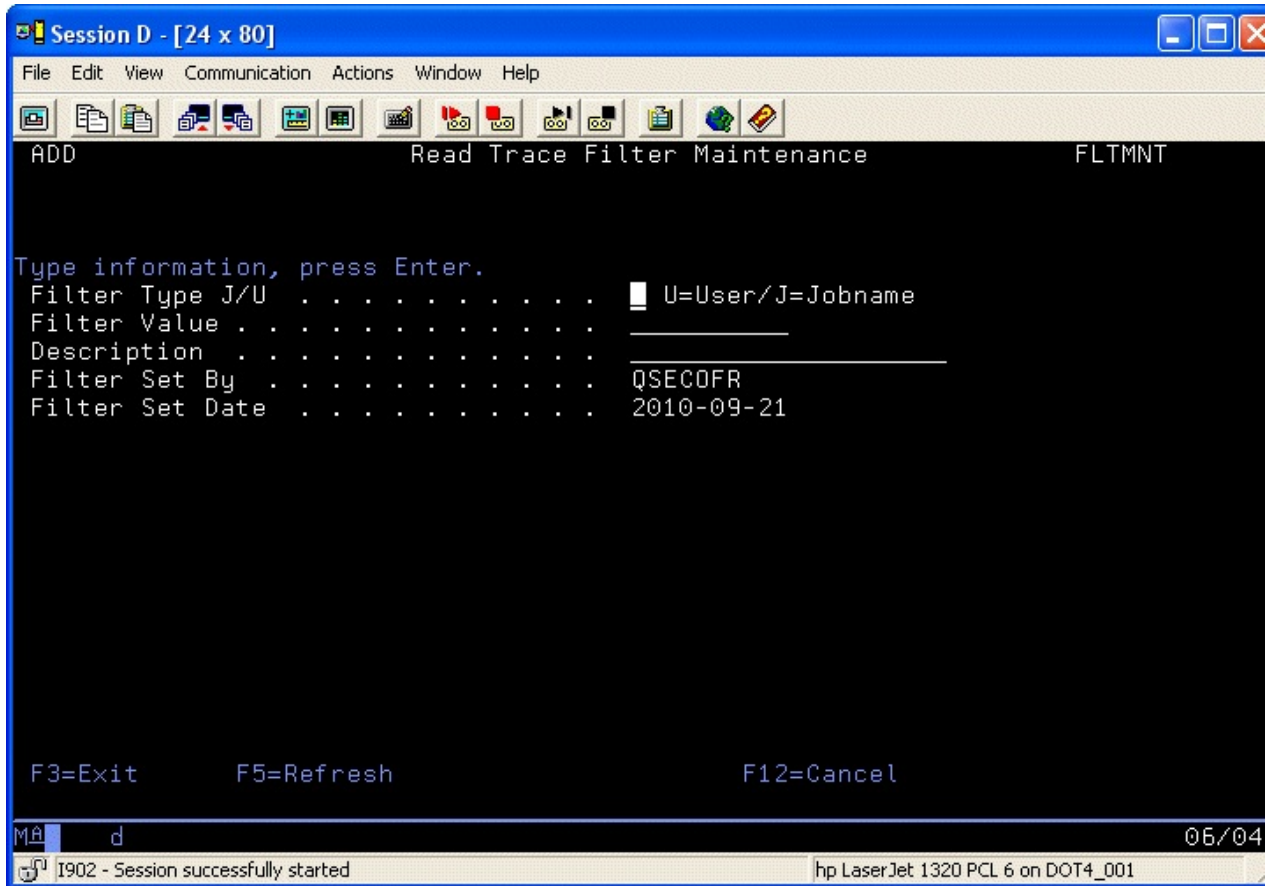 Session D - [24 x 80]
File Edit View Communication Actions Window Help
ADD Read Trace Filter Maintenance FLTMNT
Type information, press Enter.
Filter Type J/U . . . . . . . . . . _ U=User/J=Jobname
Filter Value . . . . . . . . . . . . ____________
Description . . . . . . . . . . . . ________________________
Filter Set By . . . . . . . . . . . QSECOFR
Filter Set Date . . . . . . . . . . 2010-09-21
F3=Exit F5=Refresh F12=Cancel
MA d 06/04
I902 - Session successfully started hp LaserJet 1320 PCL 6 on DOT4_001